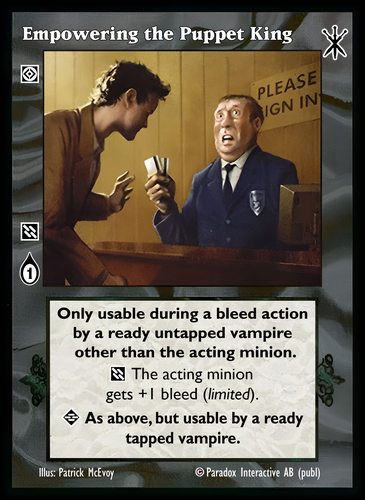 Empowering the Puppet King
PLEASE
IGN IN
1
Only usable during a bleed action
by a ready untapped vampire
other than the acting minion.
The acting minion
gets +1 bleed (limited).
As above, but usable by a ready
tapped vampire.
Illus: Patrick McEvoy © Paradox Interactive AB (publ)